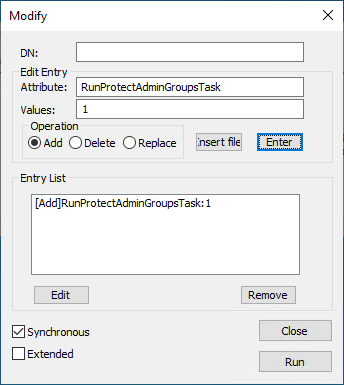 Modify
DN:
Edit Entry
Attribute: RunProtectAdminGroupsTask
Values: 1
Operation
Add Delete Replace Insert file Enter
Entry List
[Add]RunProtectAdminGroupsTask:1
Edit Remove
Synchronous Close
Extended Run